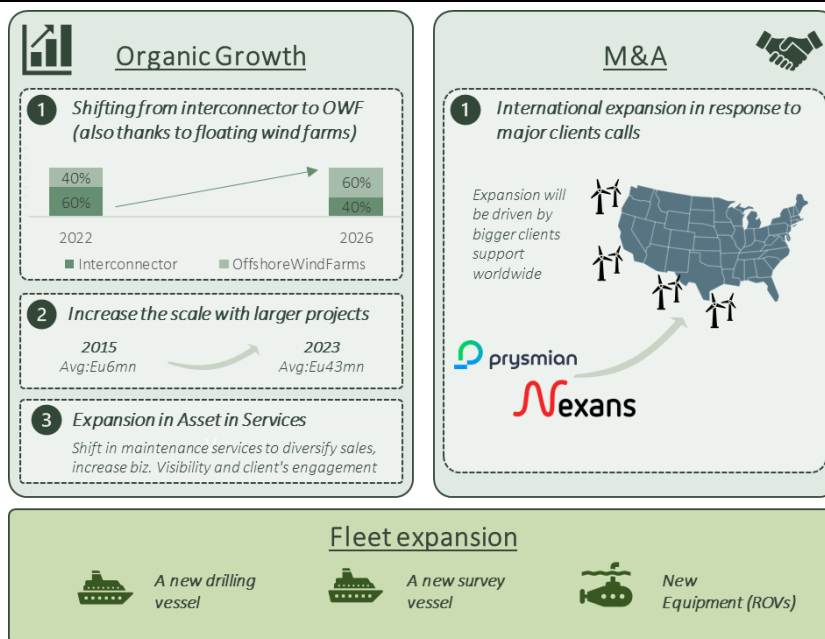 Organic Growth
1
Shifting from interconnector to OWF
(also thanks to floating wind farms)
40%
60%
60%
40%
2022
2026
Interconnector
OffshoreWindFarms
2
Increase the scale with larger projects
2015
2023
Avg:Eu6mn
Avg:Eu43mn
3
Expansion in Asset in Services
Shift in maintenance services to diversify sales,
increase biz. Visibility and client's engagement
M&A
1
International expansion in response to
major clients calls
Expansion will
be driven by
bigger clients
support
worldwide
prysmian
Nexans
Fleet expansion
A new drilling
vessel
A new survey
vessel
New
Equipment (ROVs)